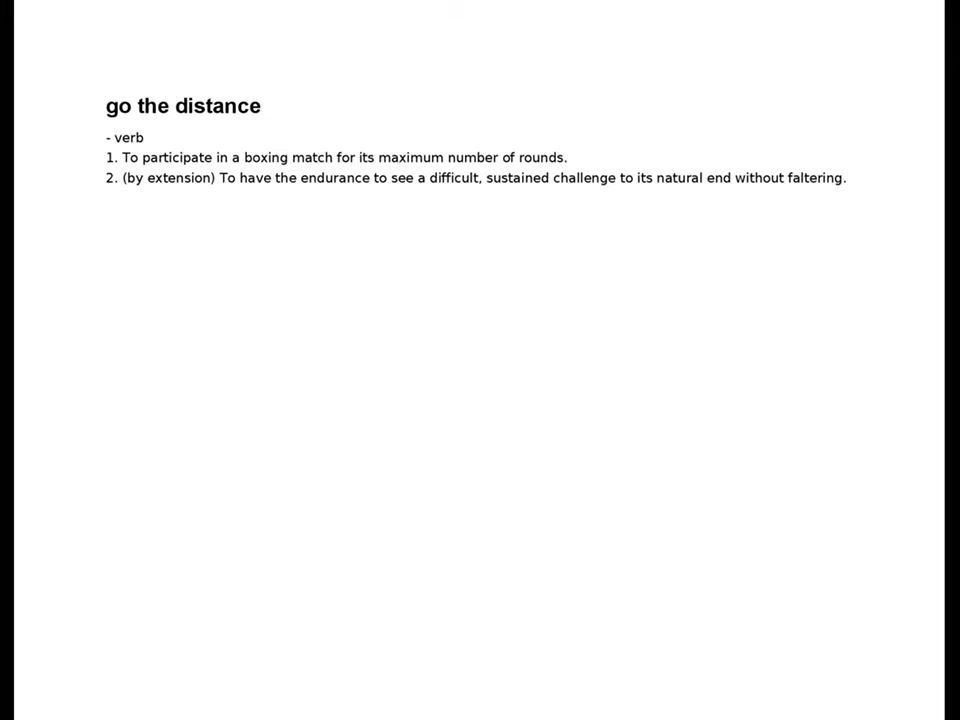 go the distance
- verb
1. To participate in a boxing match for its maximum number of rounds.
2. (by extension) To have the endurance to see a difficult, sustained challenge to its natural end without faltering.